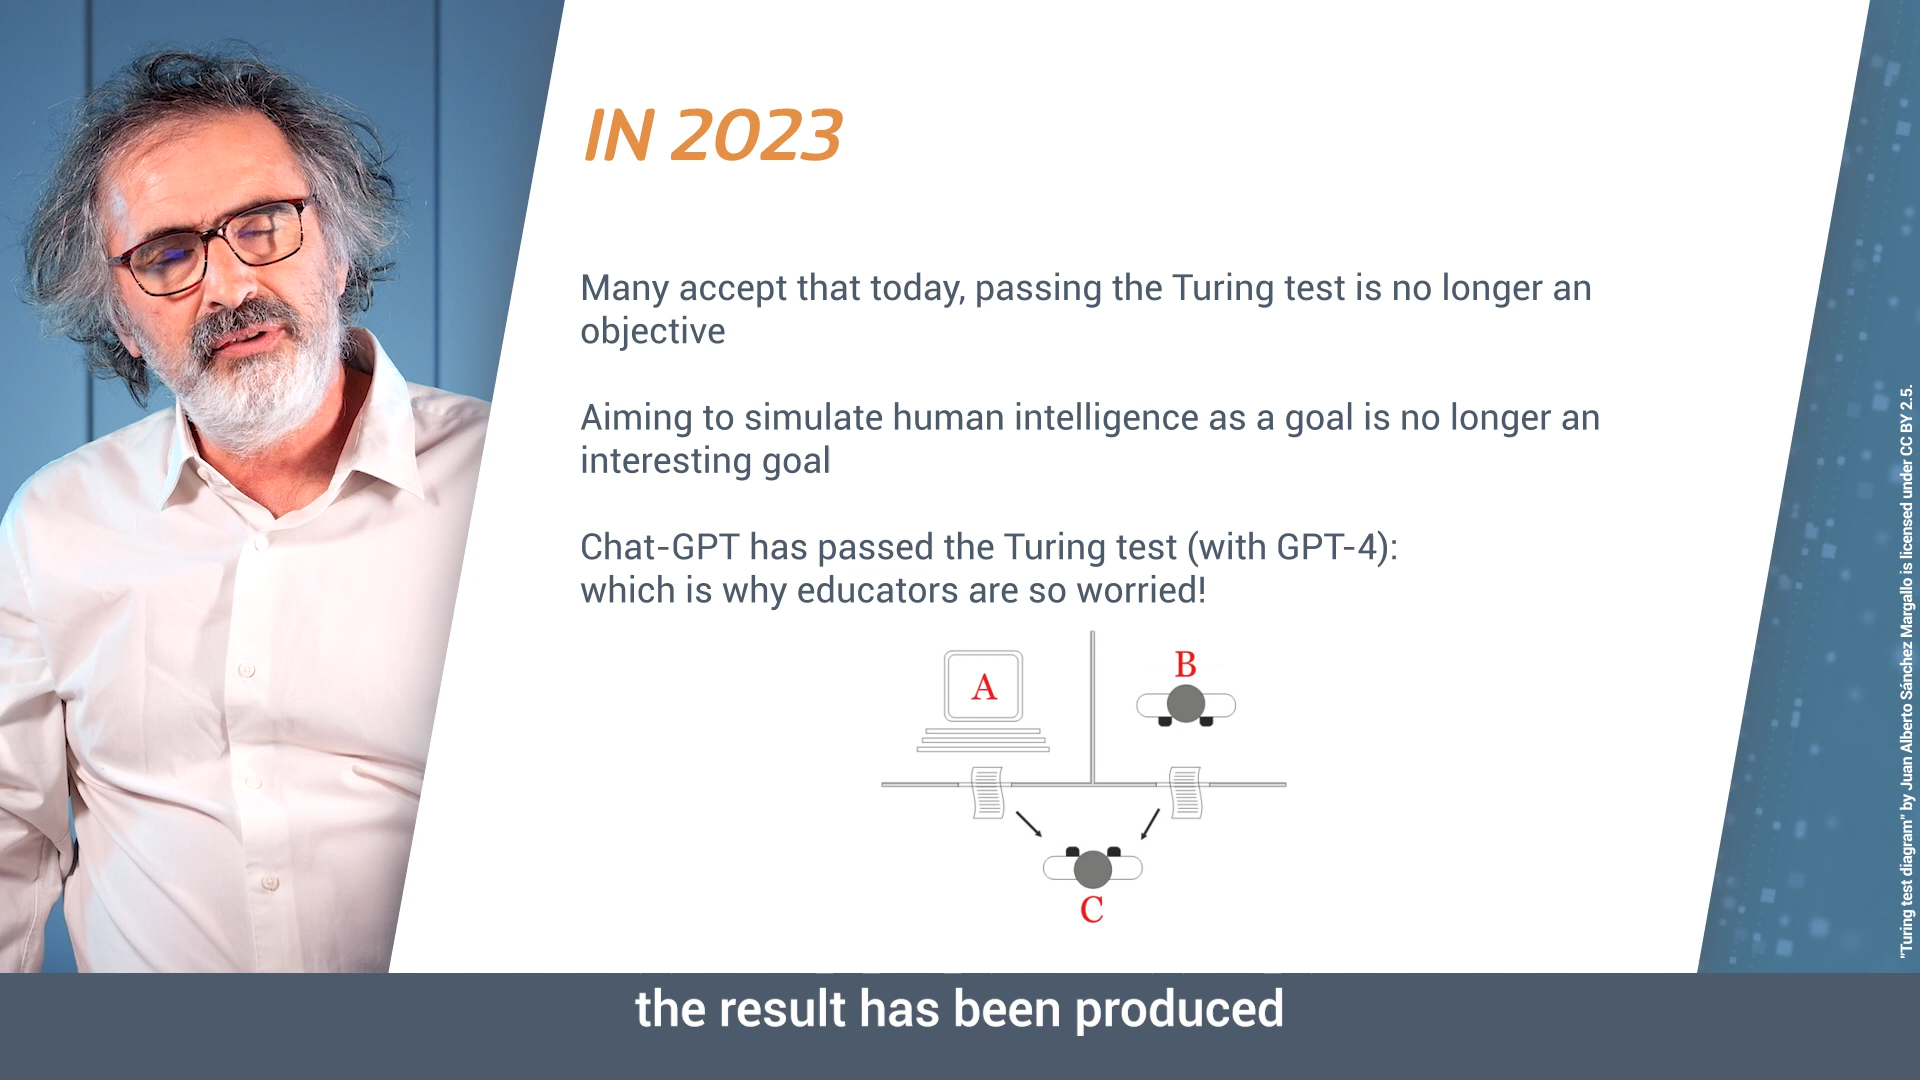 IN 2023
Many accept that today, passing the Turing test is no longer an
objective
Aiming to simulate human intelligence as a goal is no longer an
interesting goal
Chat-GPT has passed the Turing test (with GPT-4):
which is why educators are so worried!
A
B
C
"Turing test diagram" by Juan Alberto Sánchez Margallo is licensed under CC BY 2.5.
the result has been produced